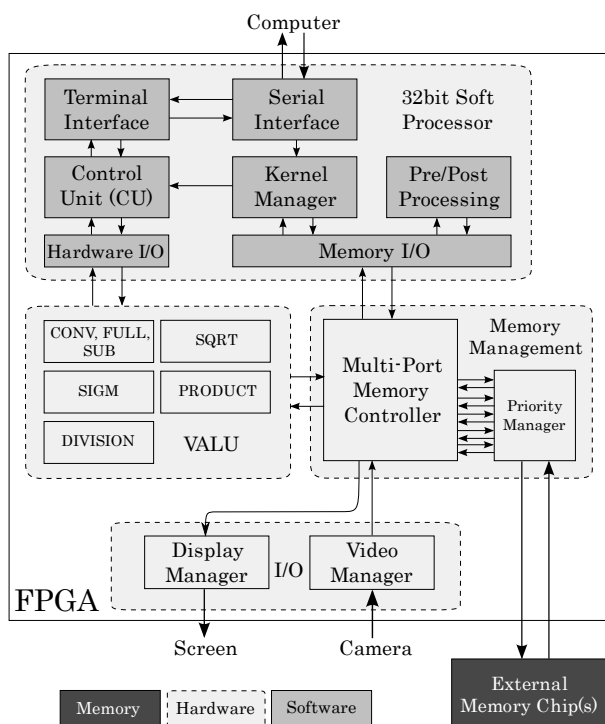 Computer
Terminal
Interface
Serial
Interface
32bit Soft
Processor
Control
Unit (CU)
Kernel
Manager
Pre/Post
Processing
Hardware I/O
Memory I/O
CONV, FULL,
SUB
SQRT
SIGM
PRODUCT
DIVISION
VALU
Multi-Port
Memory
Controller
Memory
Management
Priority
Manager
Display
Manager
I/O
Video
Manager
FPGA
Screen
Camera
External
Memory Chip(s)
Memory
Hardware
Software